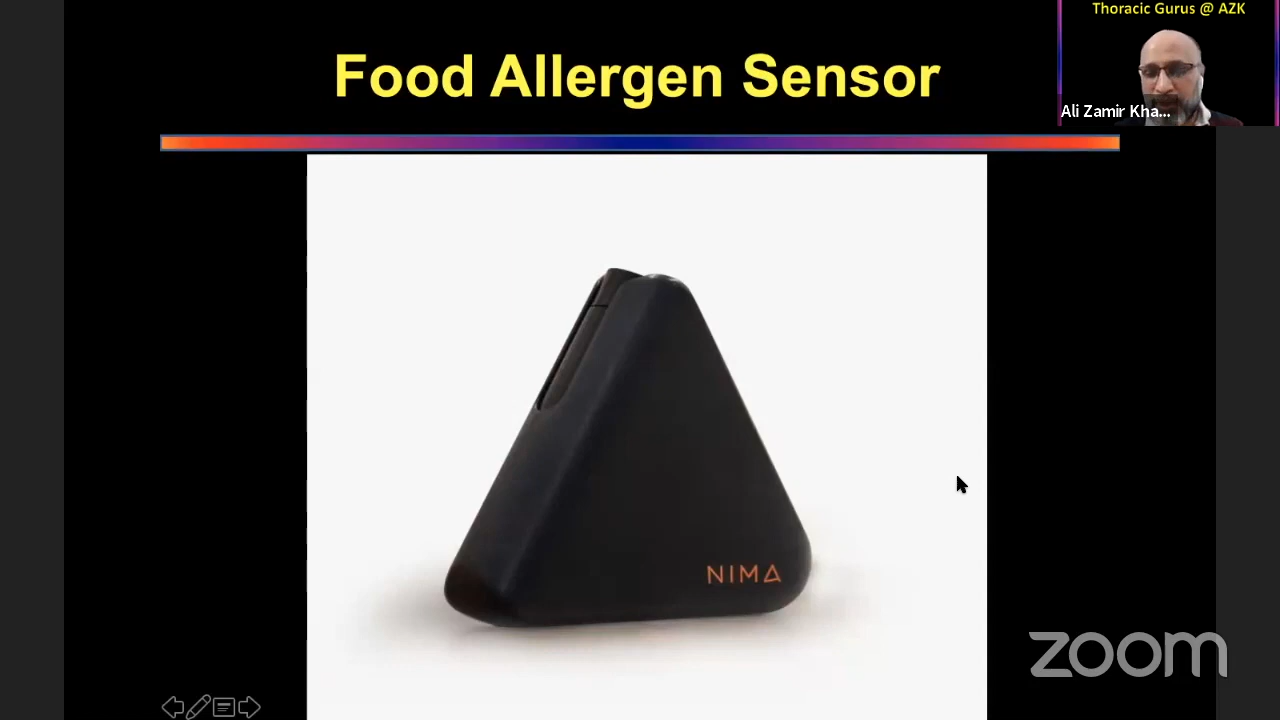 Thoracic Gurus @ AZK
Food Allergen Sensor
Ali Zamir Kha...
NIMA
zoom